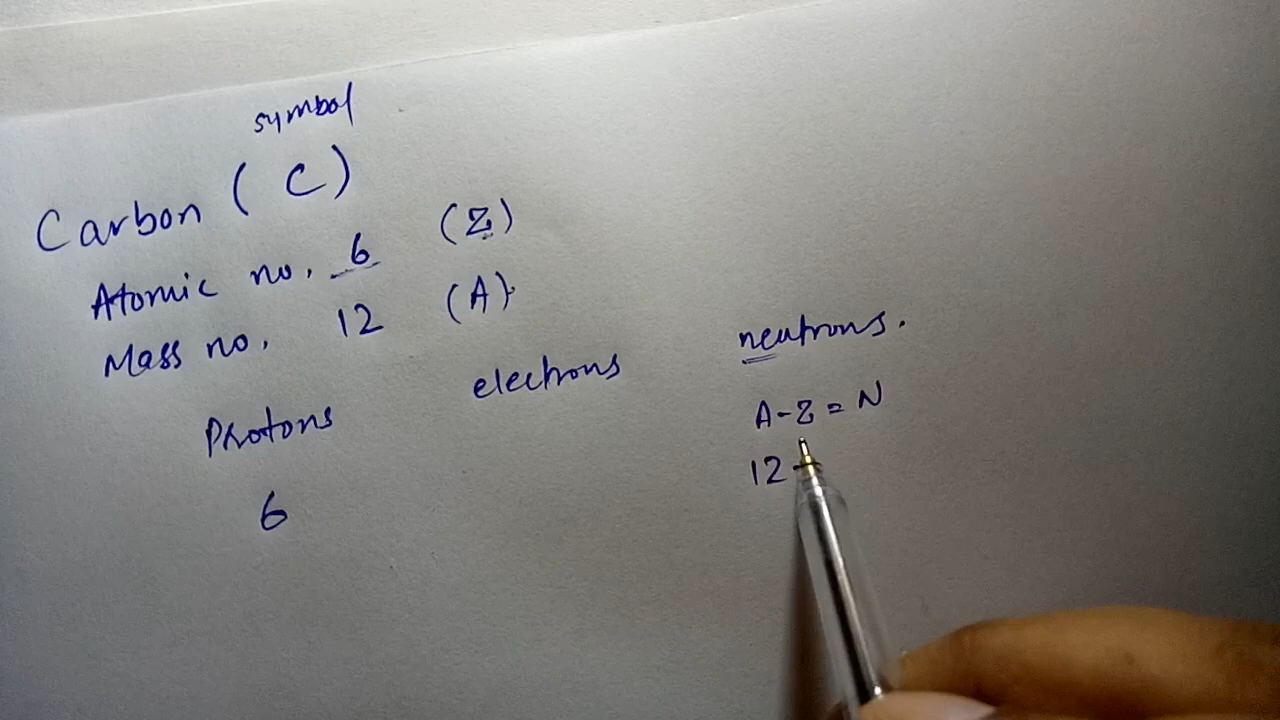 symbol
Carbon ( C )
Atomic no. 6 (Z)
Mass no. 12 (A).
Protons electrons neutrons.
6
A-Z = N
12 -